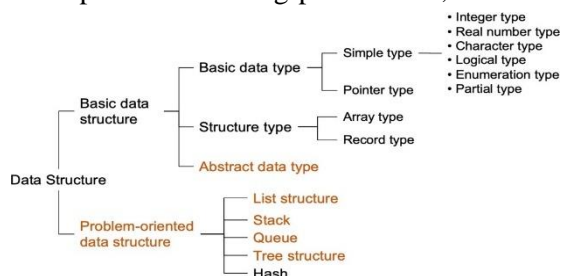 • Integer type
• Real number type
• Character type
• Logical type
• Enumeration type
• Partial type
Simple type
Basic data type
Pointer type
Basic data
structure
Structure type
Array type
Record type
Abstract data type
Data Structure
List structure
Problem-oriented
data structure
Stack
Queue
Tree structure
Hash